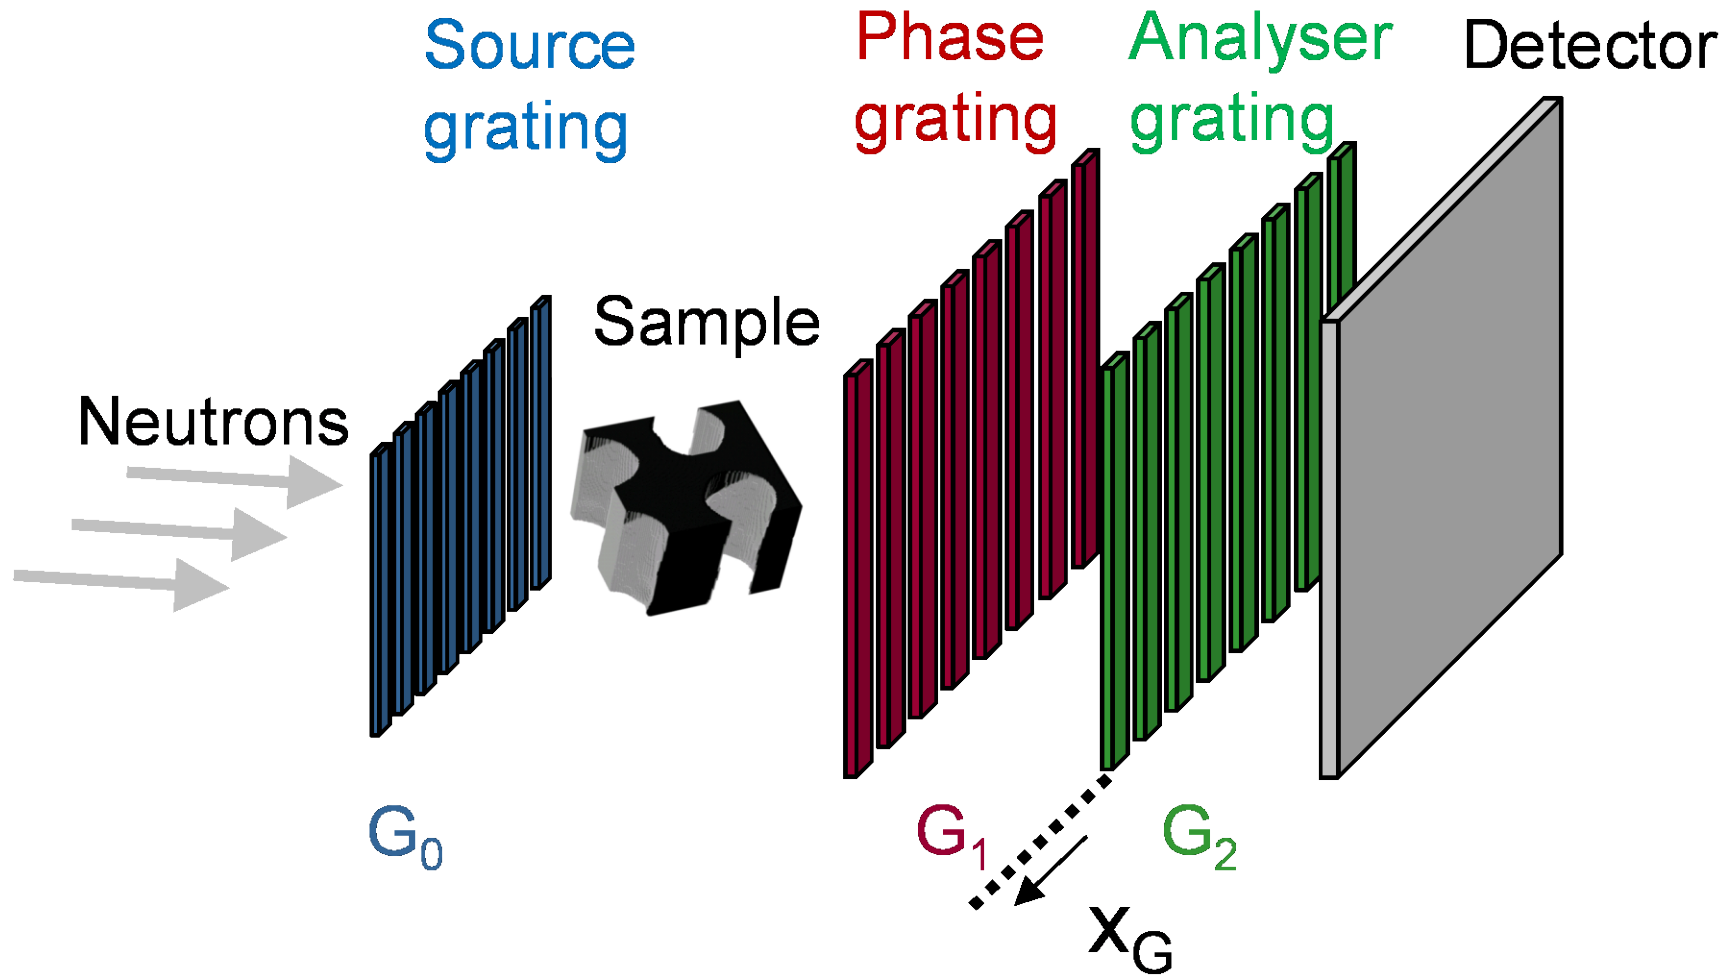 Source
grating
Phase
grating
Analyser
grating
Detector
Sample
Neutrons
G0
G1
G2
xG